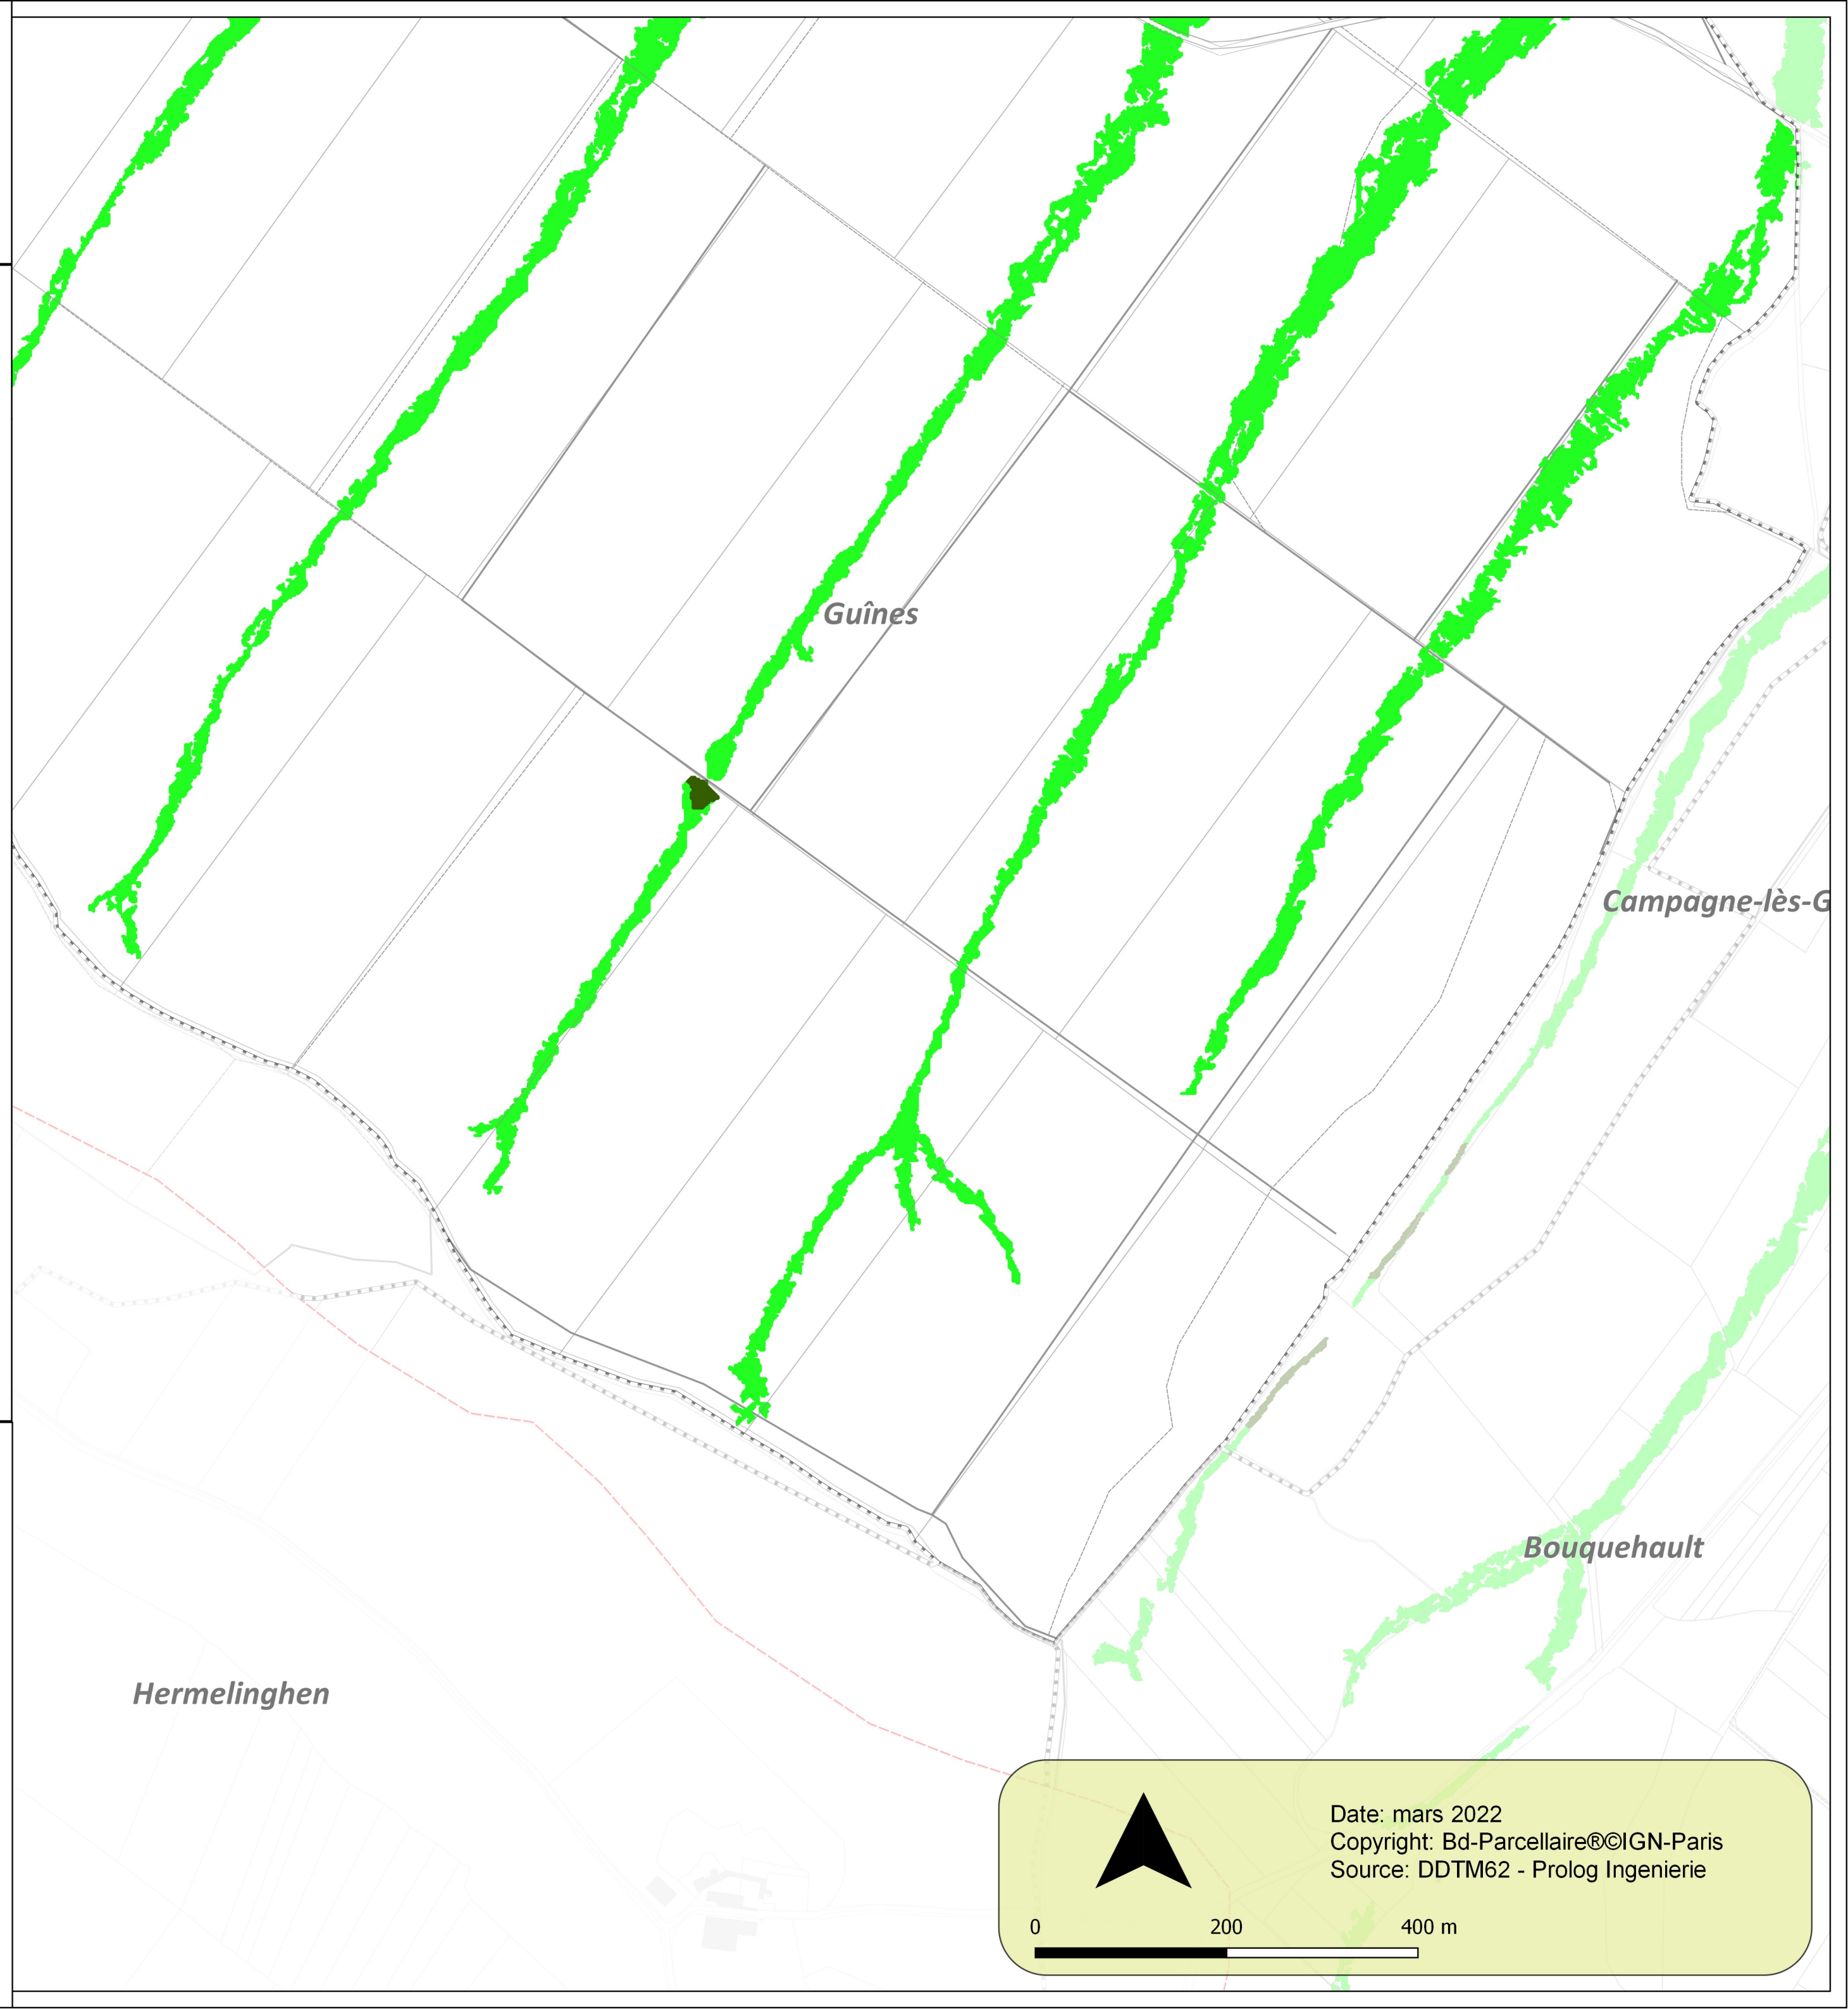 Guînes
Campagne-lès-G
Bouquehault
Hermelinghen
Date: mars 2022
Copyright: Bd-Parcellaire®©IGN-Paris
Source: DDTM62 - Prolog Ingenierie
0 200 400 m